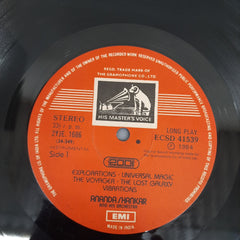 REGD. TRADE MARK OF
THE GRAMOPHONE CO. LTD.
HIS MASTER'S VOICE
STEREO
33⅓ R.P.M.
2YJE. 1606
INSTRUMENTAL
Side 1
LONG PLAY
ECSD 41539
℗ 1984
2001
EXPLORATIONS · UNIVERSAL MAGIC
THE VOYAGER · THE LOST GALAXY
VIBRATIONS
ANANDA SHANKAR
AND HIS ORCHESTRA
EMI
MADE IN INDIA